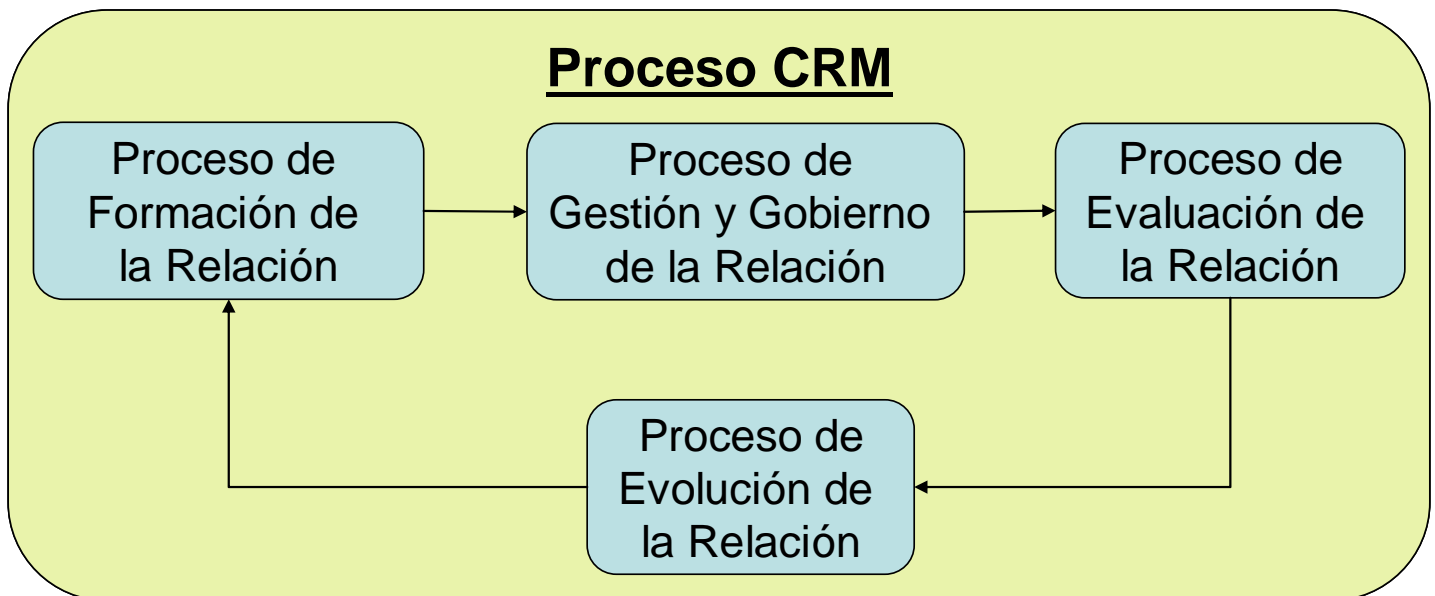 Proceso CRM
Proceso de
Formación de
la Relación
Proceso de
Gestión y Gobierno
de la Relación
Proceso de
Evaluación de
la Relación
Proceso de
Evolución de
la Relación